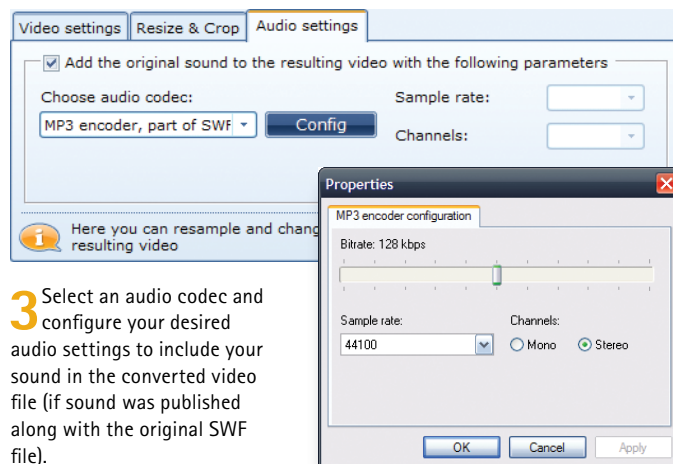 Video settings Resize & Crop Audio settings
Add the original sound to the resulting video with the following parameters
Choose audio codec: Sample rate:
MP3 encoder, part of SWF Config
Channels:
Here you can resample and chang
resulting video
Properties
MP3 encoder configuration
Bitrate: 128 kbps
Sample rate: Channels:
44100 Mono Stereo
OK Cancel Apply
3 Select an audio codec and
configure your desired
audio settings to include your
sound in the converted video
file (if sound was published
along with the original SWF
file).